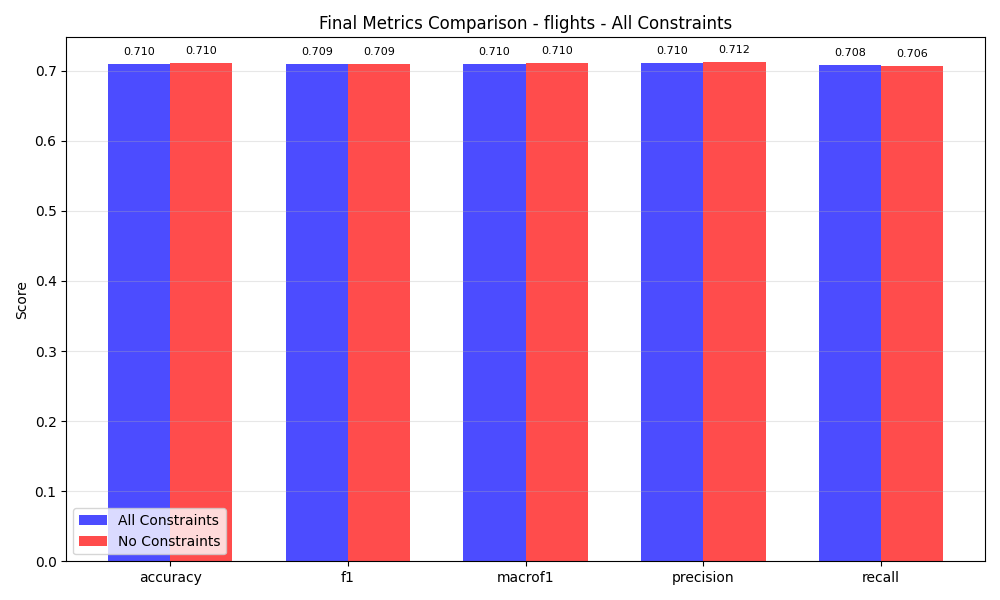 Final Metrics Comparison - flights - All Constraints
0.710 0.710 0.709 0.709 0.710 0.710 0.710 0.712 0.708 0.706
0.7
0.6
0.5
0.4
0.3
0.2
0.1
0.0
Score
All Constraints
No Constraints
accuracy f1 macrof1 precision recall